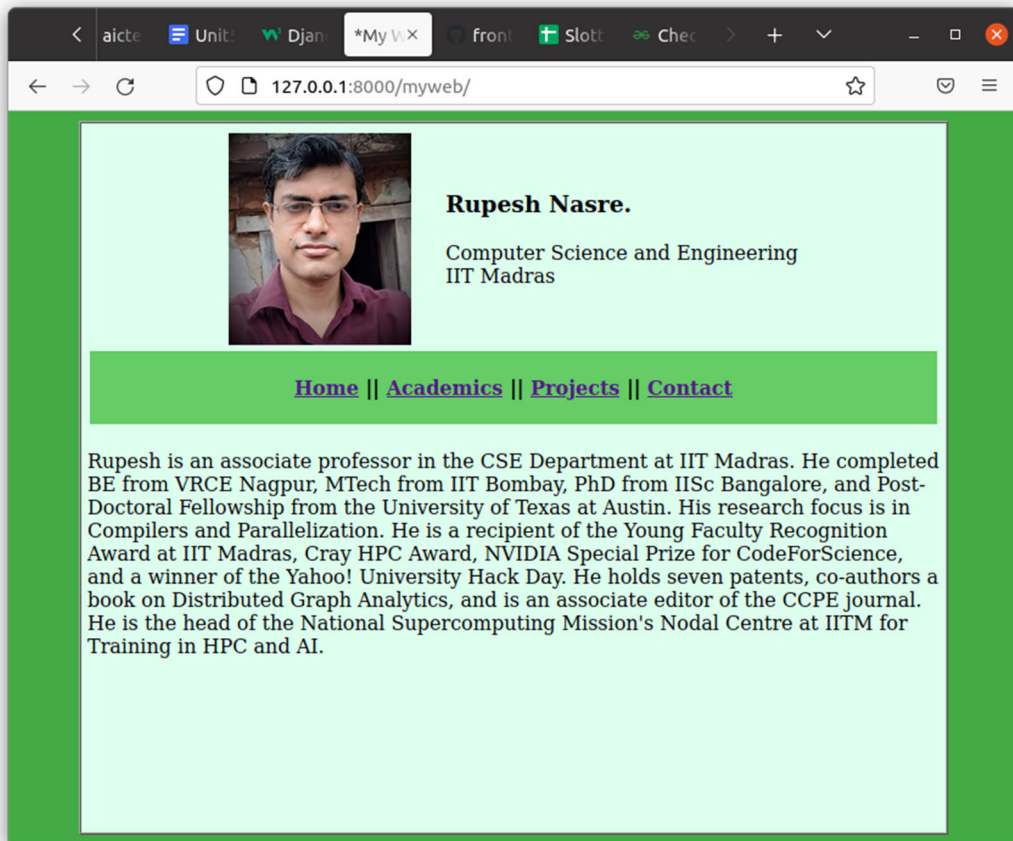 aicte Unit Djan *My W front Slott Chec
127.0.0.1:8000/myweb/
Rupesh Nasre.
Computer Science and Engineering
IIT Madras
Home || Academics || Projects || Contact
Rupesh is an associate professor in the CSE Department at IIT Madras. He completed
BE from VRCE Nagpur, MTech from IIT Bombay, PhD from IISc Bangalore, and Post-
Doctoral Fellowship from the University of Texas at Austin. His research focus is in
Compilers and Parallelization. He is a recipient of the Young Faculty Recognition
Award at IIT Madras, Cray HPC Award, NVIDIA Special Prize for CodeForScience,
and a winner of the Yahoo! University Hack Day. He holds seven patents, co-authors a
book on Distributed Graph Analytics, and is an associate editor of the CCPE journal.
He is the head of the National Supercomputing Mission's Nodal Centre at IITM for
Training in HPC and AI.